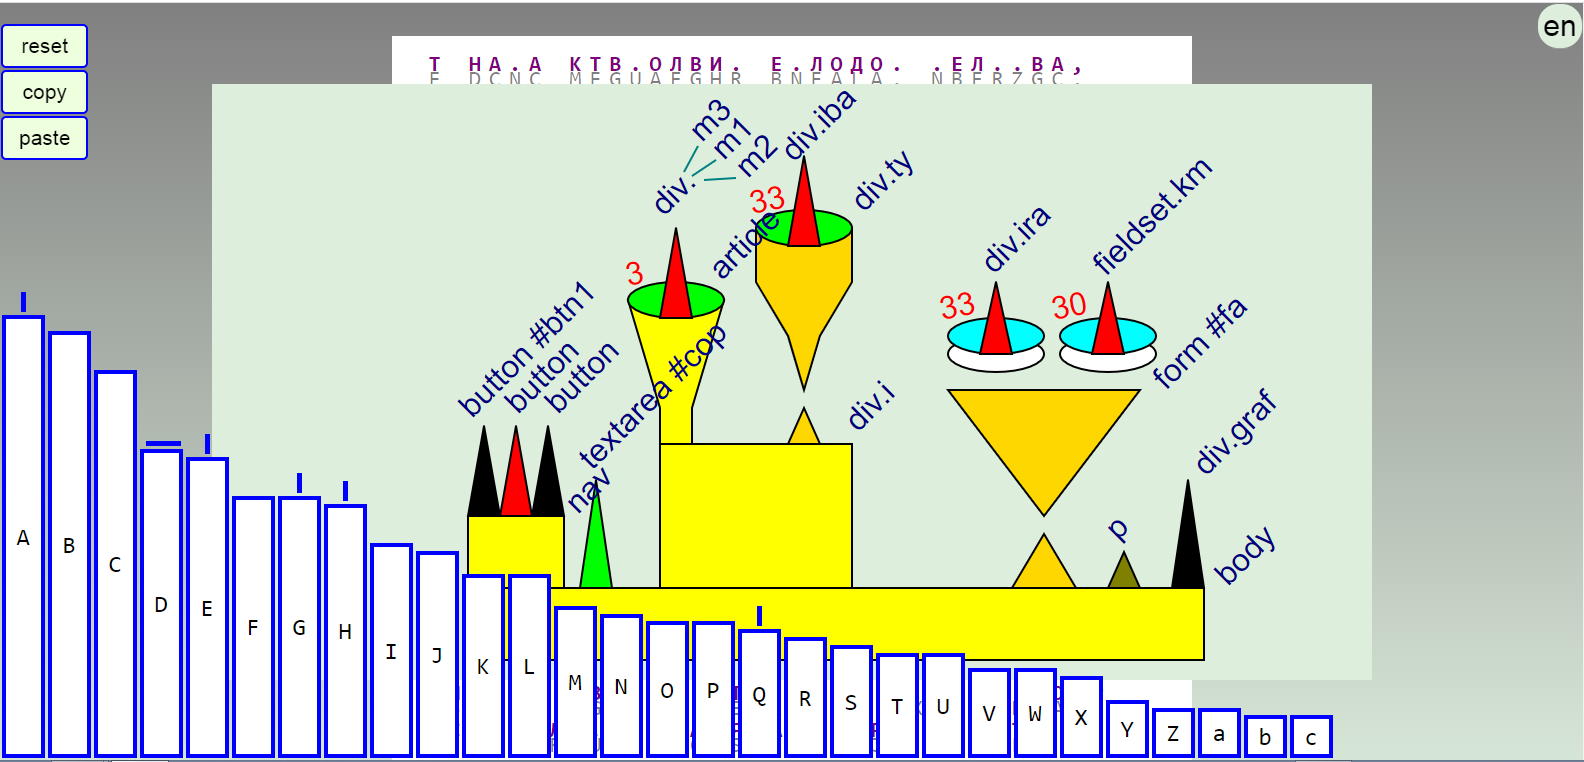 en
reset
copy
paste
Т НА.А КТВ.ОЛВИ. Е.ЛОДО. .ЕЛ..ВА,
E DCNC MEGUAEGHR BNEAIA. NBERZGC.
m3
m1
m2
div.
div.iba
33
div.ty
article
3
div.ira
33
fieldset.km
30
form #fa
button #btn1
button
button
textarea #cop
nav
div.i
div.graf
p
body
A B C D E F G H I J K L M N O P Q R S T U V W X Y Z a b c